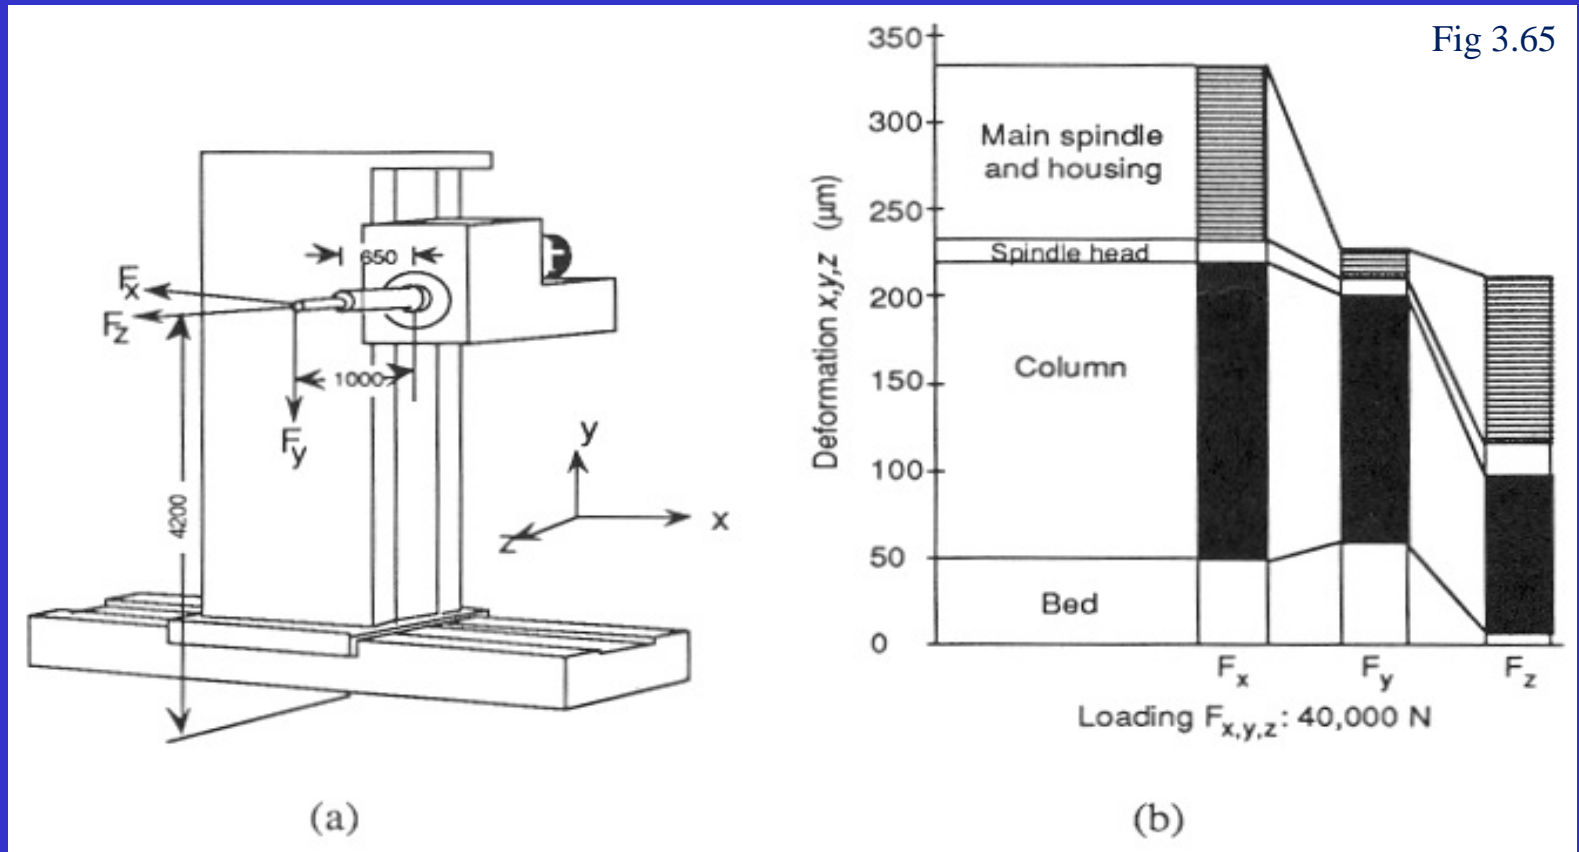 Fig 3.65
650
Fx
Fz
1000
Fy
4200
y
x
z
(a)
Deformation x,y,z (μm)
350
300
250
200
150
100
50
0
Main spindle
and housing
Spindle head
Column
Bed
Fx
Fy
Fz
Loading Fx,y,z: 40,000 N
(b)